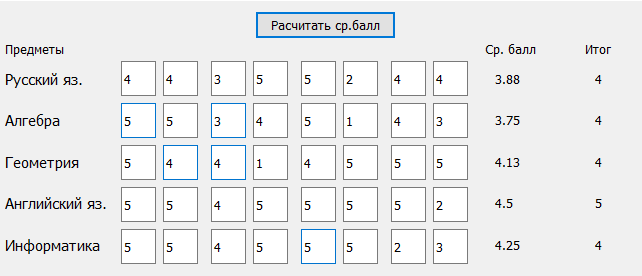 Расчитать ср.балл
Предметы Ср. балл Итог
Русский яз. 4 4 3 5 5 2 4 4 3.88 4
Алгебра 5 5 3 4 5 1 4 3 3.75 4
Геометрия 5 4 4 1 4 5 5 5 4.13 4
Английский яз. 5 5 4 5 5 5 5 2 4.5 5
Информатика 5 5 4 5 5 5 2 3 4.25 4